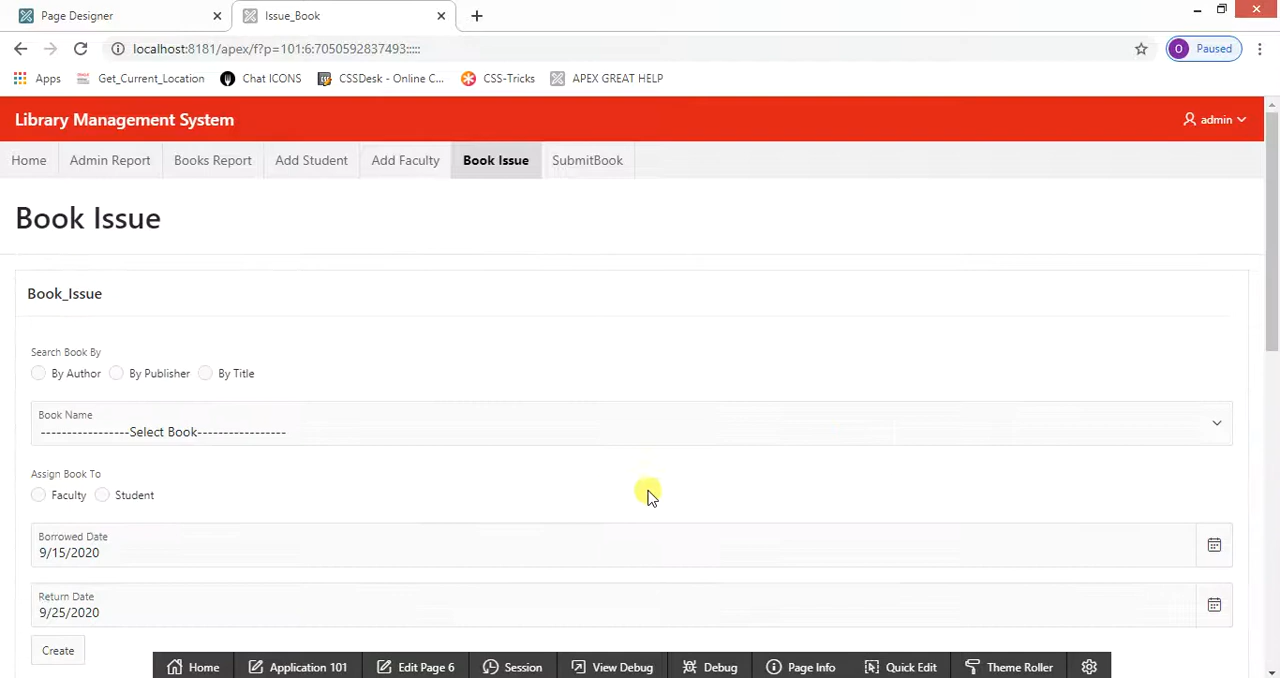 Page Designer
Issue_Book
localhost:8181/apex/f?p=101:6:7050592837493:::::
O Paused
Apps Get_Current_Location Chat ICONS CSSDesk - Online C... CSS-Tricks APEX GREAT HELP
Library Management System admin
Home Admin Report Books Report Add Student Add Faculty Book Issue SubmitBook
Book Issue
Book_Issue
Search Book By
By Author By Publisher By Title
Book Name
-----------------Select Book-----------------
Assign Book To
Faculty Student
Borrowed Date
9/15/2020
Return Date
9/25/2020
Create
Home Application 101 Edit Page 6 Session View Debug Debug Page Info Quick Edit Theme Roller